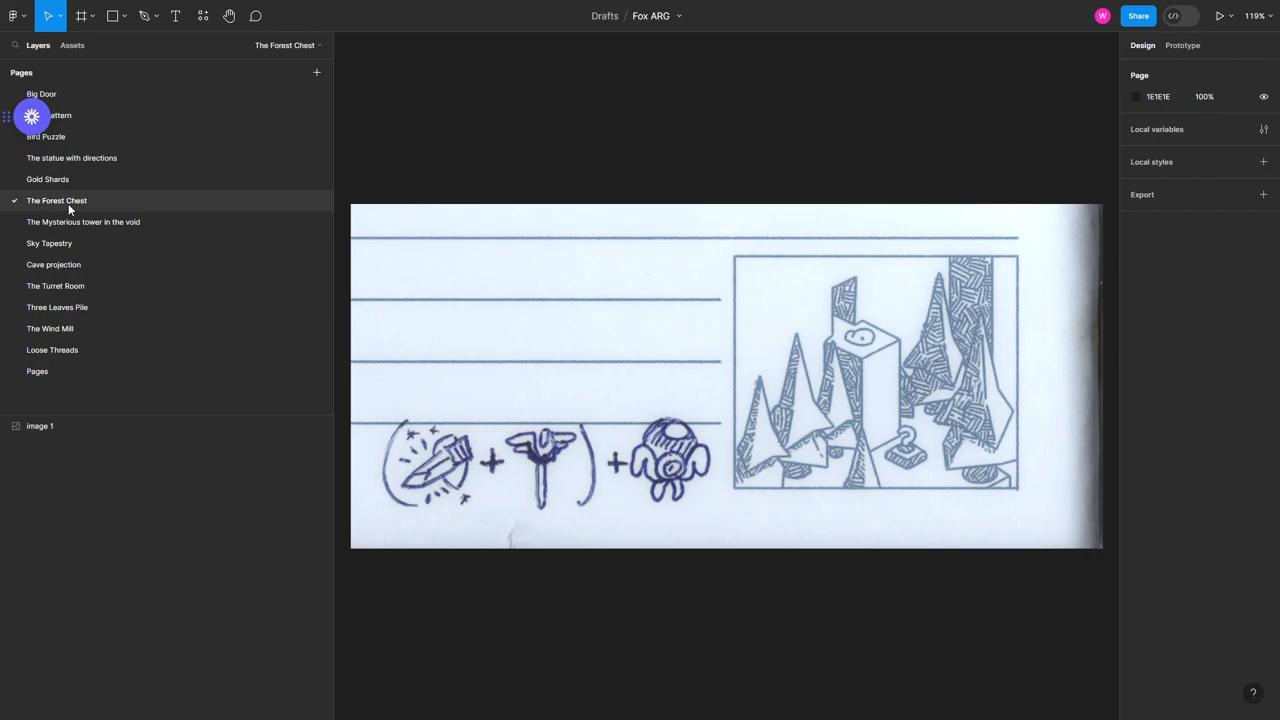 Drafts / Fox ARG
W
Share
119%
Layers
Assets
The Forest Chest
Design
Prototype
Pages
Page
Big Door
1E1E1E
100%
attern
Bird Puzzle
Local variables
The statue with directions
Local styles
Gold Shards
The Forest Chest
Export
The Mysterious tower in the void
Sky Tapestry
Cave projection
The Turret Room
Three Leaves Pile
The Wind Mill
Loose Threads
Pages
image 1
( + ) +
?